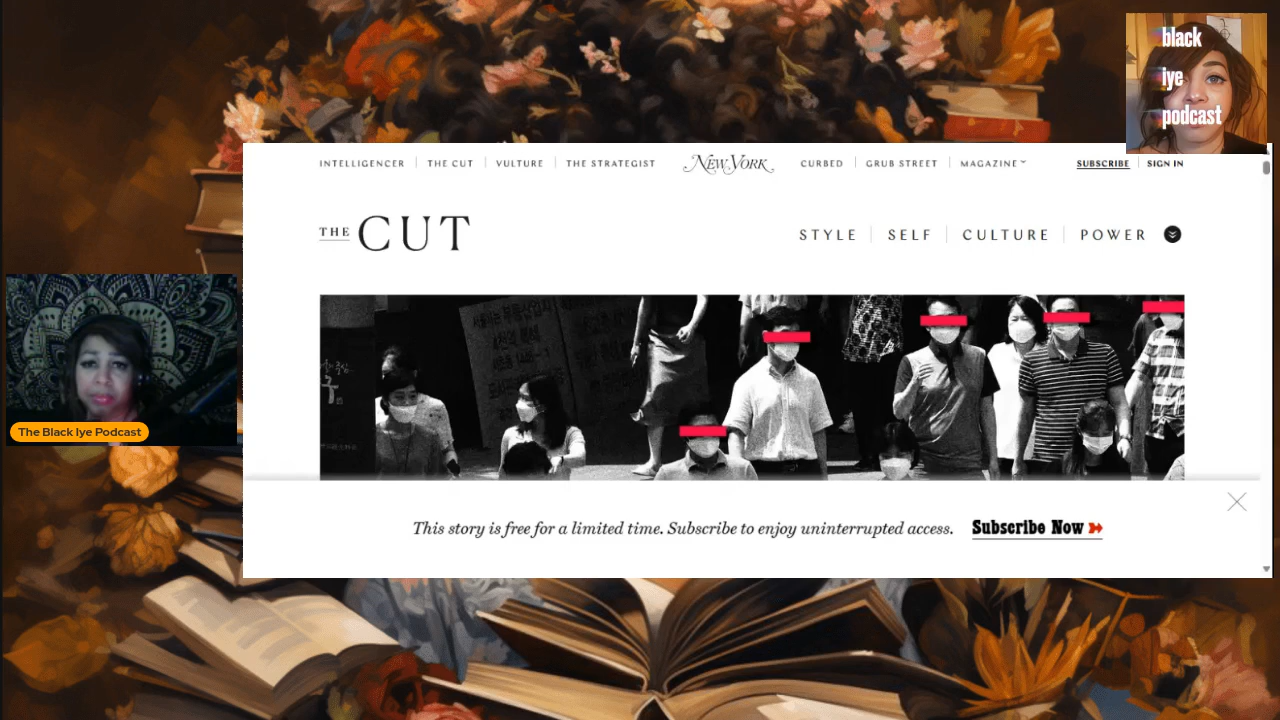 black
iye
podcast
INTELLIGENCER THE CUT VULTURE THE STRATEGIST NEW YORK CURBED GRUB STREET MAGAZINE SUBSCRIBE SIGN IN
THE CUT
STYLE SELF CULTURE POWER
The Black Iye Podcast
This story is free for a limited time. Subscribe to enjoy uninterrupted access. Subscribe Now